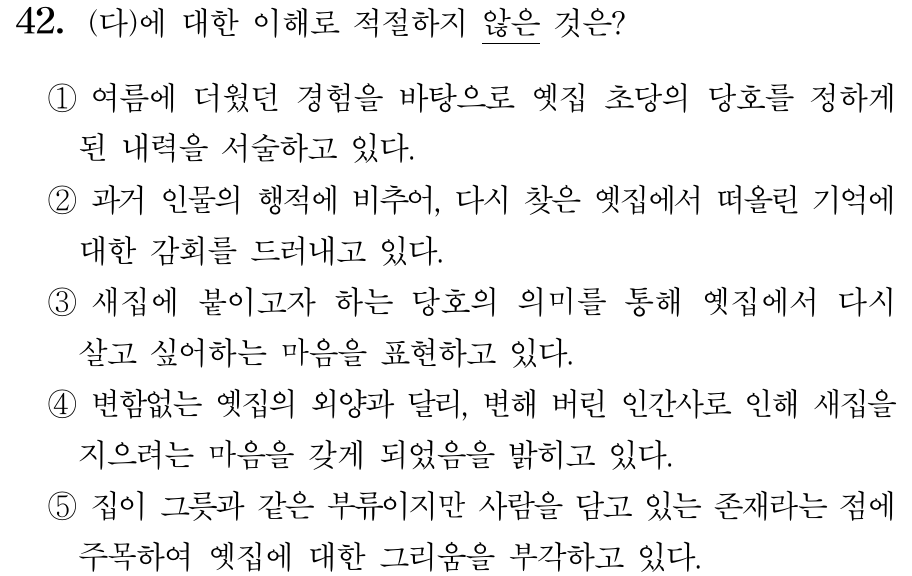 42. (다)에 대한 이해로 적절하지 않은 것은?
① 여름에 더웠던 경험을 바탕으로 옛집 초당의 당호를 정하게
된 내력을 서술하고 있다.
② 과거 인물의 행적에 비추어, 다시 찾은 옛집에서 떠올린 기억에
대한 감회를 드러내고 있다.
③ 새집에 붙이고자 하는 당호의 의미를 통해 옛집에서 다시
살고 싶어하는 마음을 표현하고 있다.
④ 변함없는 옛집의 외양과 달리, 변해 버린 인간사로 인해 새집을
지으려는 마음을 갖게 되었음을 밝히고 있다.
⑤ 집이 그릇과 같은 부류이지만 사람을 담고 있는 존재라는 점에
주목하여 옛집에 대한 그리움을 부각하고 있다.